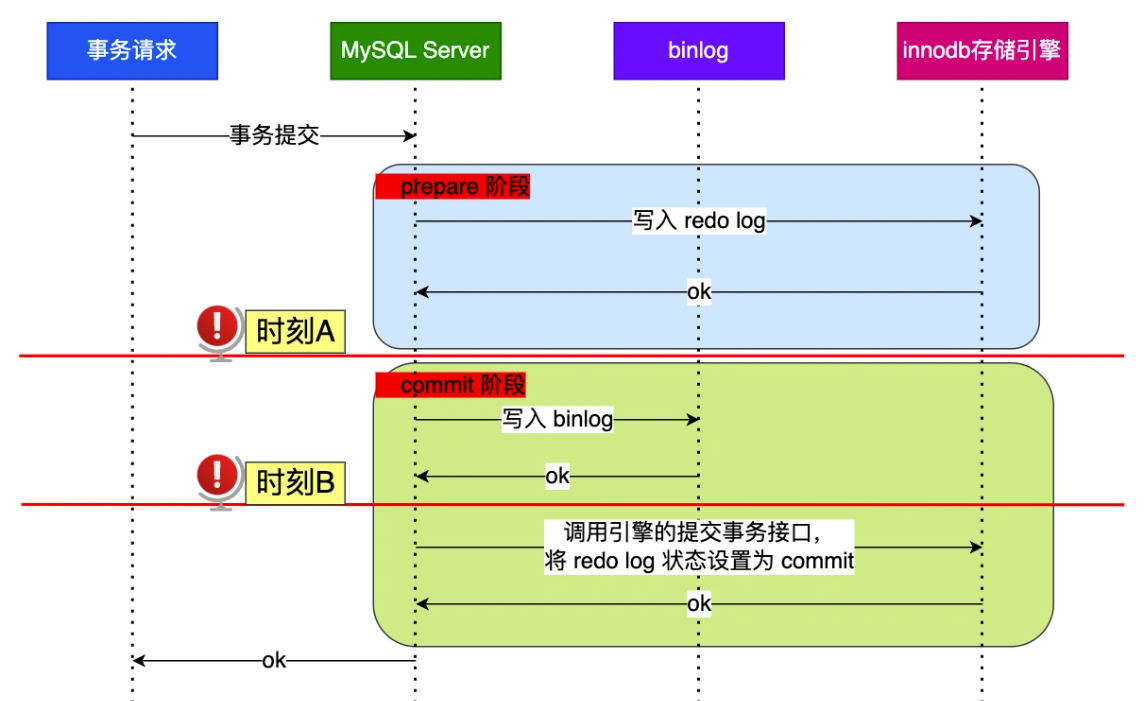 事务请求
MySQL Server
binlog
innodb存储引擎
事务提交
prepare 阶段
写入 redo log
ok
时刻A
commit 阶段
写入 binlog
ok
时刻B
调用引擎的提交事务接口，
将 redo log 状态设置为 commit
ok
ok